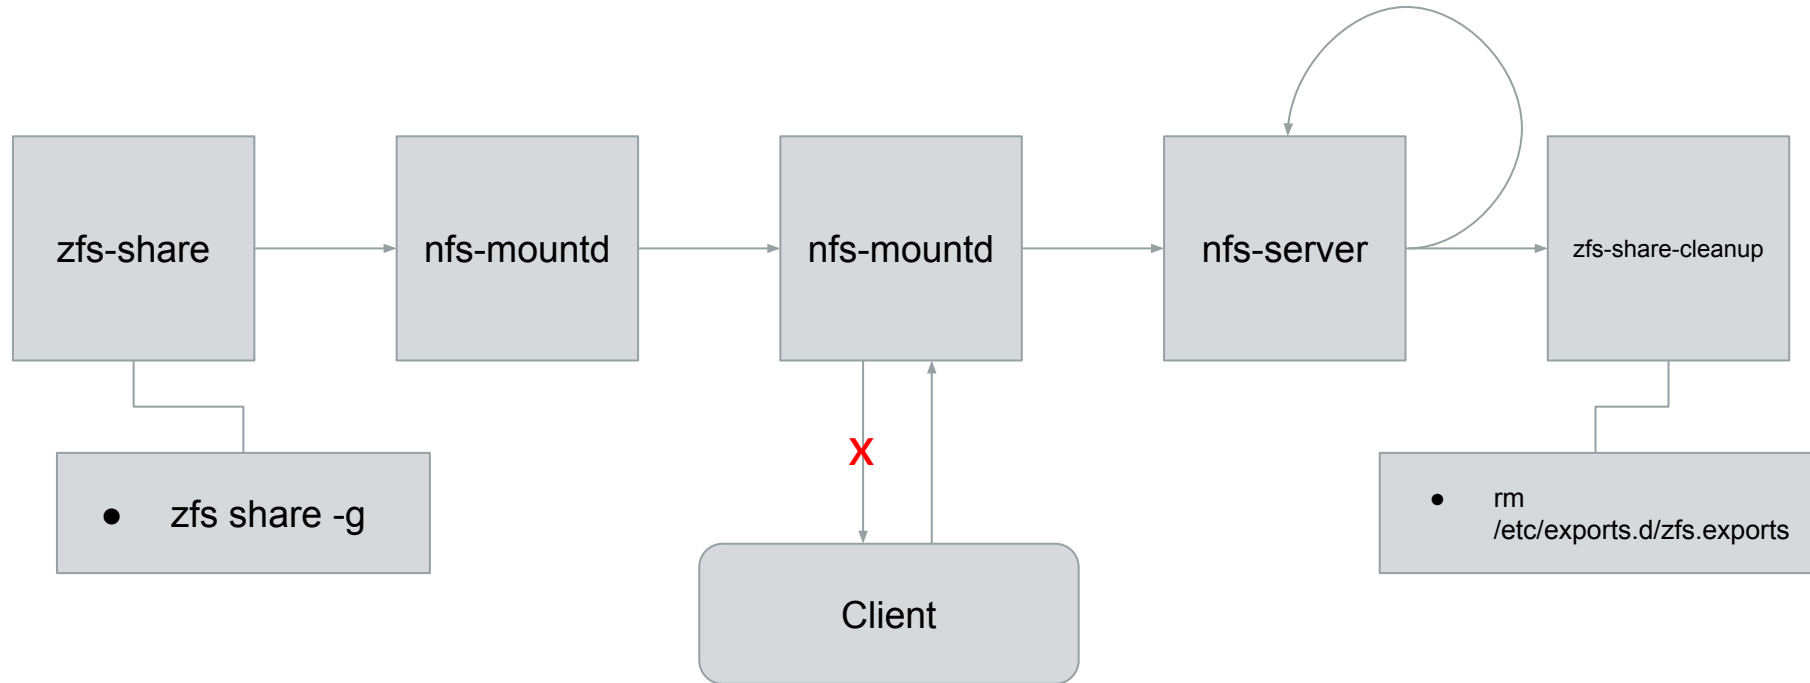 zfs-share
nfs-mountd
nfs-mountd
nfs-server
zfs-share-cleanup
● zfs share -g
X
Client
● rm
/etc/exports.d/zfs.exports